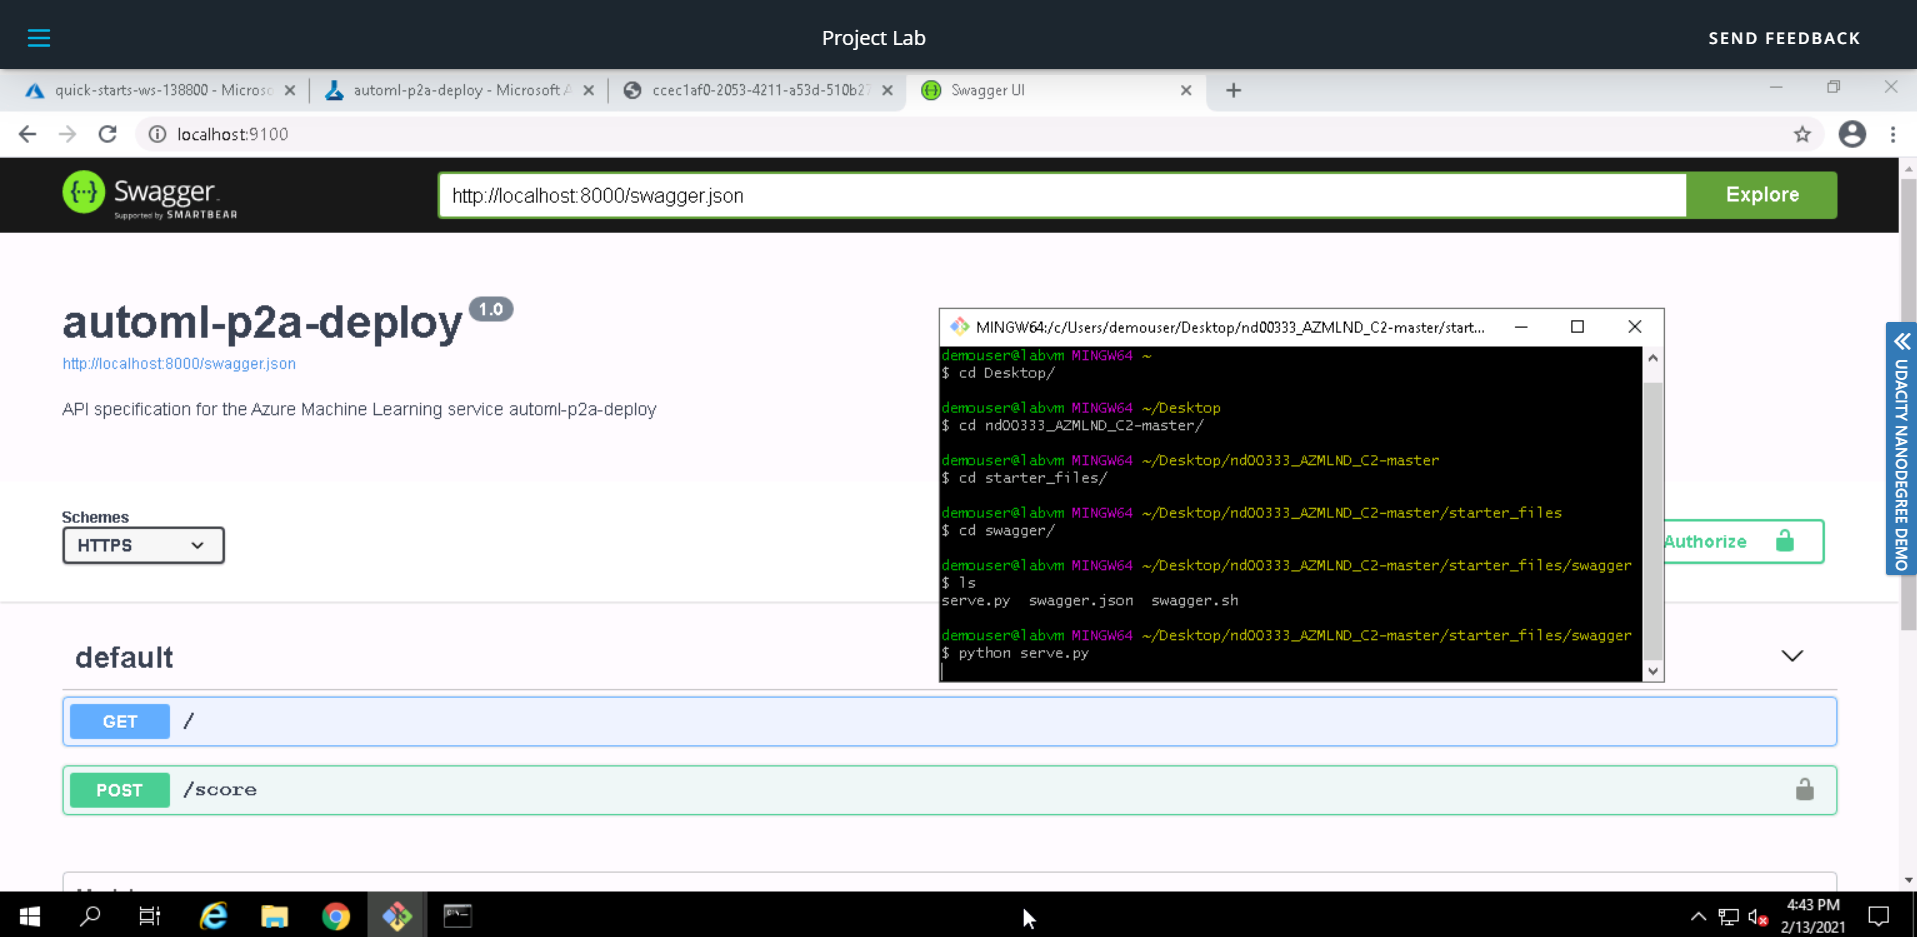 Project Lab
SEND FEEDBACK
quick-starts-ws-138800 - Microso
automl-p2a-deploy - Microsoft A
ccec1af0-2053-4211-a53d-510b27
Swagger UI
localhost:9100
Swagger
Supported by SMARTBEAR
http://localhost:8000/swagger.json
Explore
automl-p2a-deploy
1.0
http://localhost:8000/swagger.json
API specification for the Azure Machine Learning service automl-p2a-deploy
Schemes
HTTPS
MINGW64:/c/Users/demouser/Desktop/nd00333_AZMLND_C2-master/start...
demouser@labvm MINGW64 ~
$ cd Desktop/
demouser@labvm MINGW64 ~/Desktop
$ cd nd00333_AZMLND_C2-master/
demouser@labvm MINGW64 ~/Desktop/nd00333_AZMLND_C2-master
$ cd starter_files/
demouser@labvm MINGW64 ~/Desktop/nd00333_AZMLND_C2-master/starter_files
$ cd swagger/
demouser@labvm MINGW64 ~/Desktop/nd00333_AZMLND_C2-master/starter_files/swagger
$ ls
serve.py  swagger.json  swagger.sh
demouser@labvm MINGW64 ~/Desktop/nd00333_AZMLND_C2-master/starter_files/swagger
$ python serve.py
Authorize
UDACITY NANODEGREE DEMO
default
GET /
POST /score
4:43 PM
2/13/2021